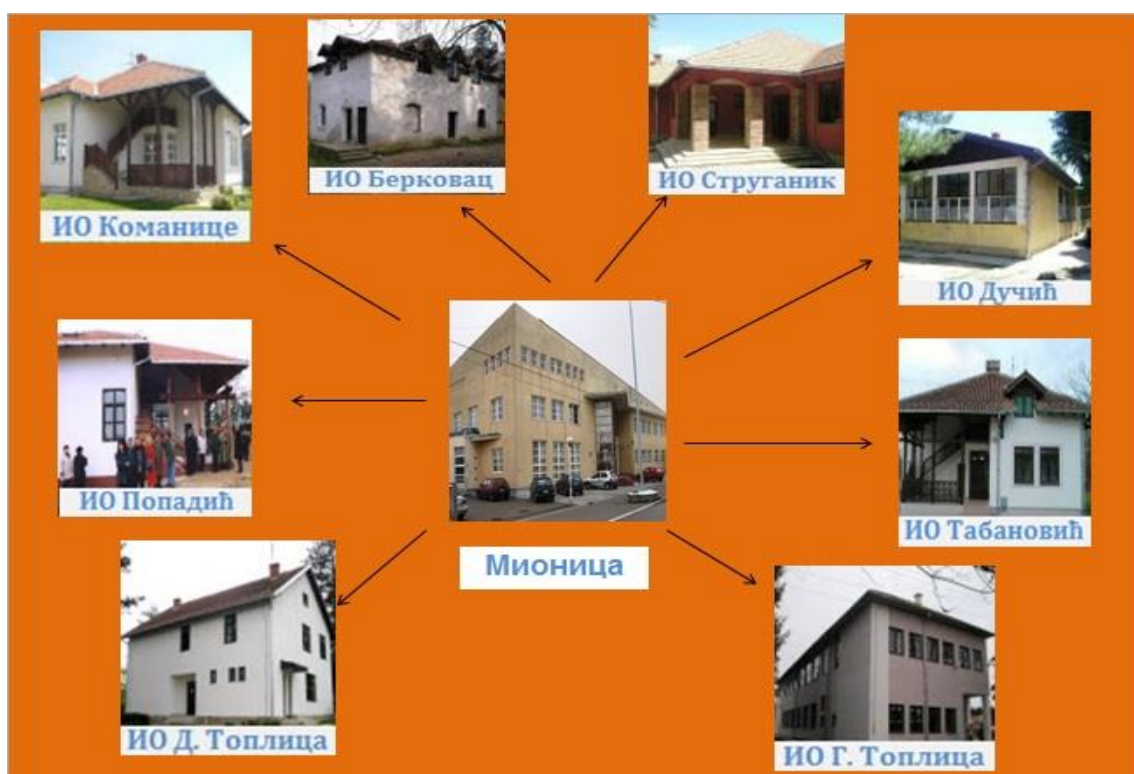 ИО Команице
ИО Берковац
ИО Струганик
ИО Дучић
ИО Попадић
Мионица
ИО Табановић
ИО Д. Топлица
ИО Г. Топлица